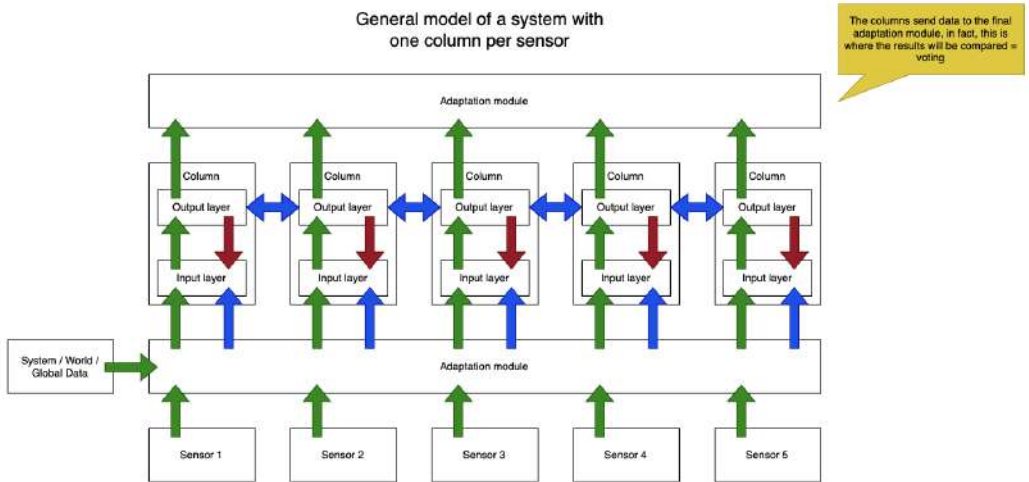 General model of a system with
one column per sensor
The columns send data to the final
adaptation module, in fact, this is
where the results will be compared =
voting
Adaptation module
Column
Column
Column
Column
Column
Output layer
Output layer
Output layer
Output layer
Output layer
Input layer
Input layer
Input layer
Input layer
Input layer
System / World /
Global Data
Adaptation module
Sensor 1
Sensor 2
Sensor 3
Sensor 4
Sensor 5